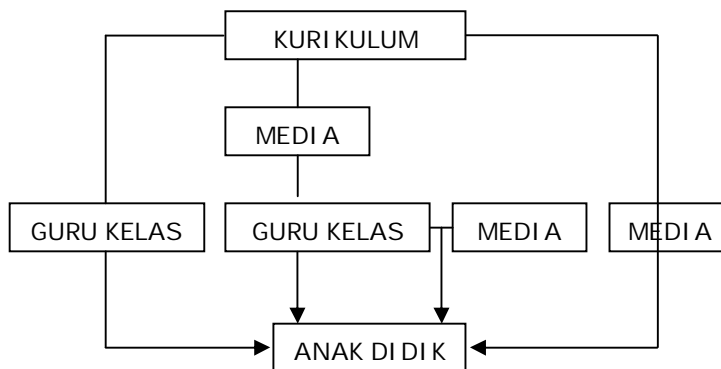 KURIKULUM
MEDIA
GURU KELAS
GURU KELAS
MEDIA
MEDIA
ANAK DIDIK